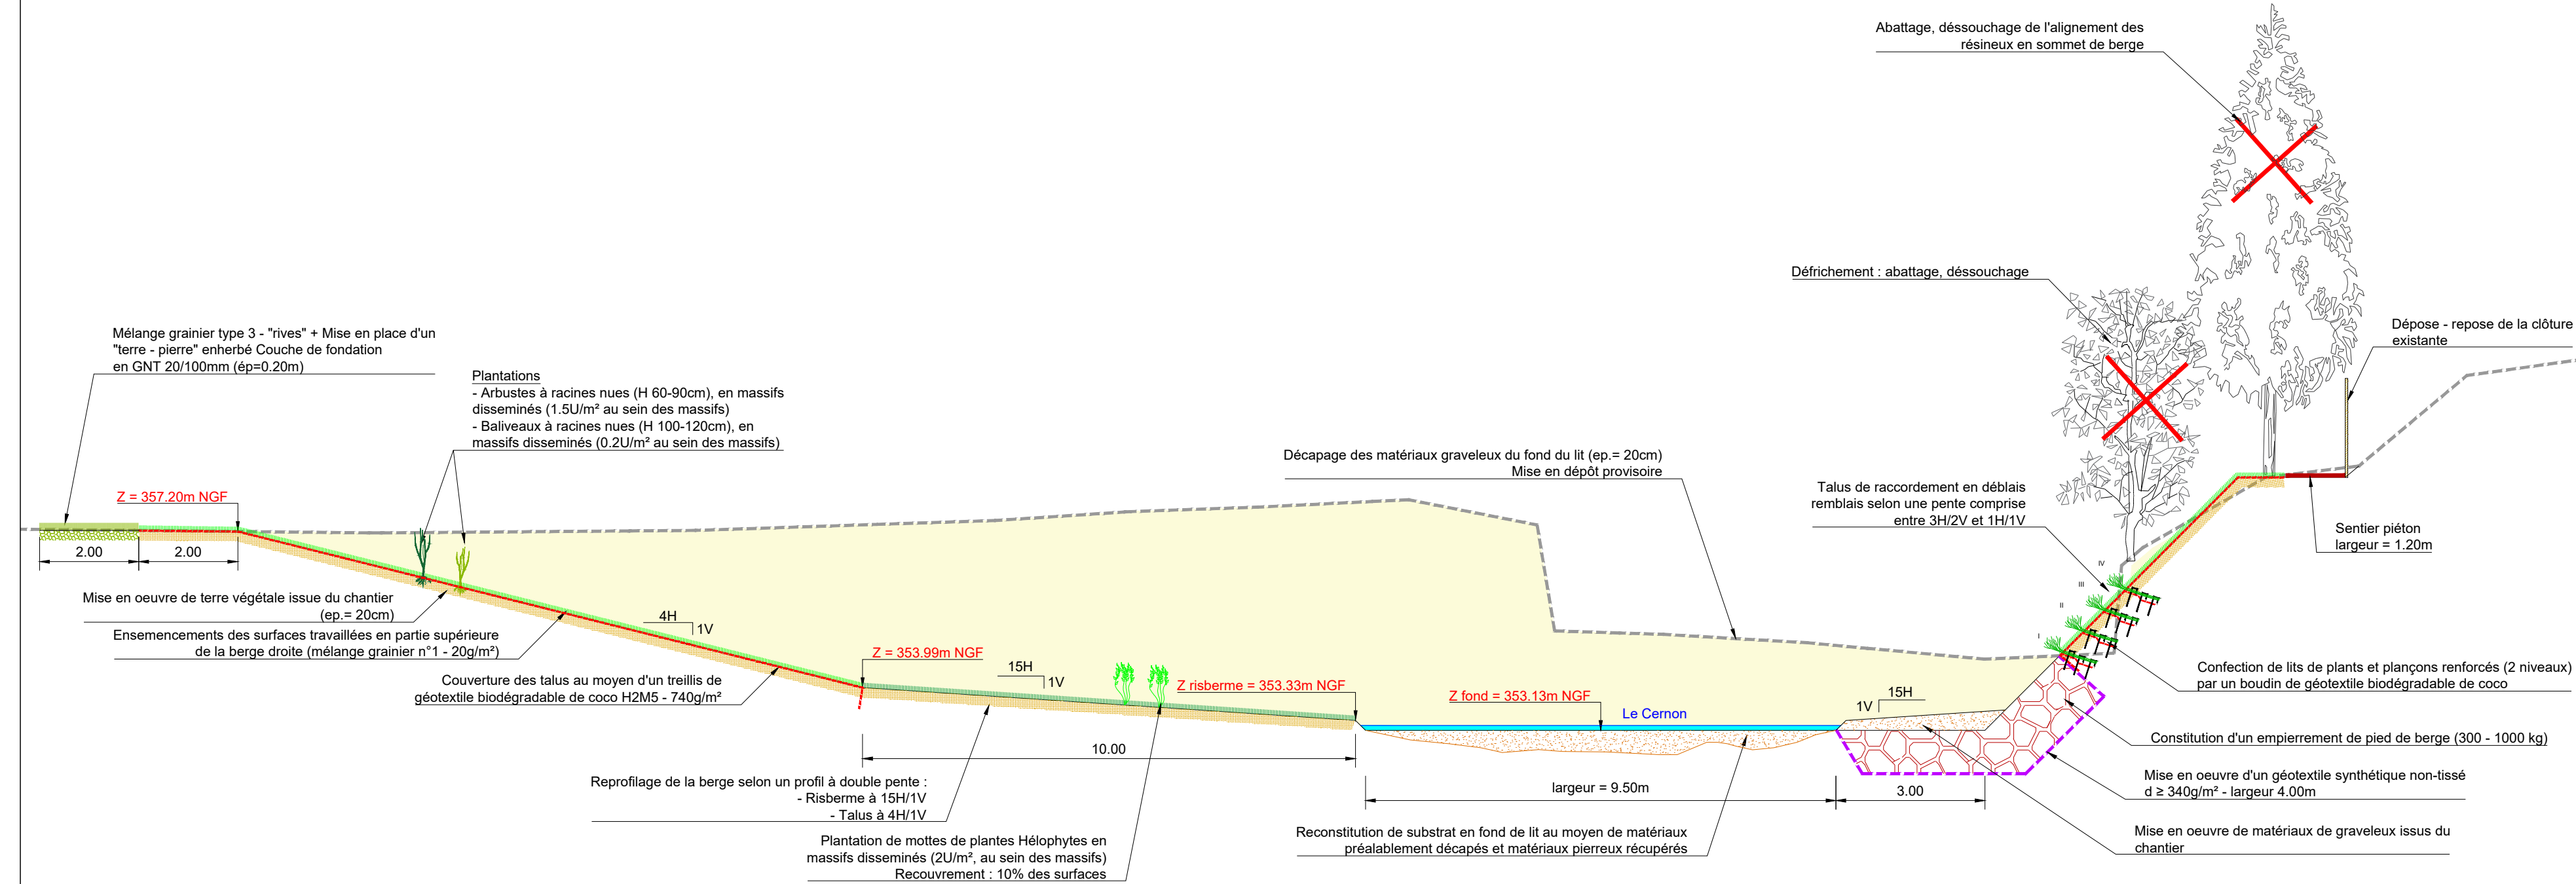 Abattage, déssouchage de l'alignement des
résineux en sommet de berge
Défrichement : abattage, déssouchage
Dépose - repose de la clôture
existante
Mélange grainier type 3 - "rives" + Mise en place d'un
"terre - pierre" enherbé Couche de fondation
en GNT 20/100mm (ép=0.20m)
Plantations
- Arbustes à racines nues (H 60-90cm), en massifs
disseminés (1.5U/m² au sein des massifs)
- Baliveaux à racines nues (H 100-120cm), en
massifs disseminés (0.2U/m² au sein des massifs)
Décapage des matériaux graveleux du fond du lit (ep.= 20cm)
Mise en dépôt provisoire
Talus de raccordement en déblais
remblais selon une pente comprise
entre 3H/2V et 1H/1V
Z = 357.20m NGF
Sentier piéton
largeur = 1.20m
2.00
2.00
IV
III
II
I
Mise en oeuvre de terre végétale issue du chantier
(ep.= 20cm)
Ensemencements des surfaces travaillées en partie supérieure
de la berge droite (mélange grainier n°1 - 20g/m²)
4H
1V
Z = 353.99m NGF
15H
1V
Couverture des talus au moyen d'un treillis de
géotextile biodégradable de coco H2M5 - 740g/m²
Z risberme = 353.33m NGF
Z fond = 353.13m NGF
Le Cernon
15H
1V
Confection de lits de plants et plançons renforcés (2 niveaux)
par un boudin de géotextile biodégradable de coco
Constitution d'un empierrement de pied de berge (300 - 1000 kg)
10.00
Reprofilage de la berge selon un profil à double pente :
- Risberme à 15H/1V
- Talus à 4H/1V
largeur = 9.50m
3.00
Mise en oeuvre d'un géotextile synthétique non-tissé
d ≥ 340g/m² - largeur 4.00m
Plantation de mottes de plantes Hélophytes en
massifs disseminés (2U/m², au sein des massifs)
Recouvrement : 10% des surfaces
Reconstitution de substrat en fond de lit au moyen de matériaux
préalablement décapés et matériaux pierreux récupérés
Mise en oeuvre de matériaux de graveleux issus du
chantier